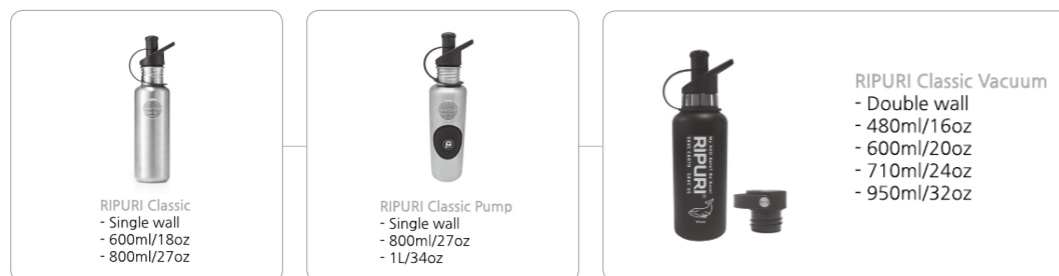 RIPURI Classic
- Single wall
- 600ml/18oz
- 800ml/27oz
RIPURI Classic Pump
- Single wall
- 800ml/27oz
- 1L/34oz
RIPURI
RIPURI Classic Vacuum
- Double wall
- 480ml/16oz
- 600ml/20oz
- 710ml/24oz
- 950ml/32oz